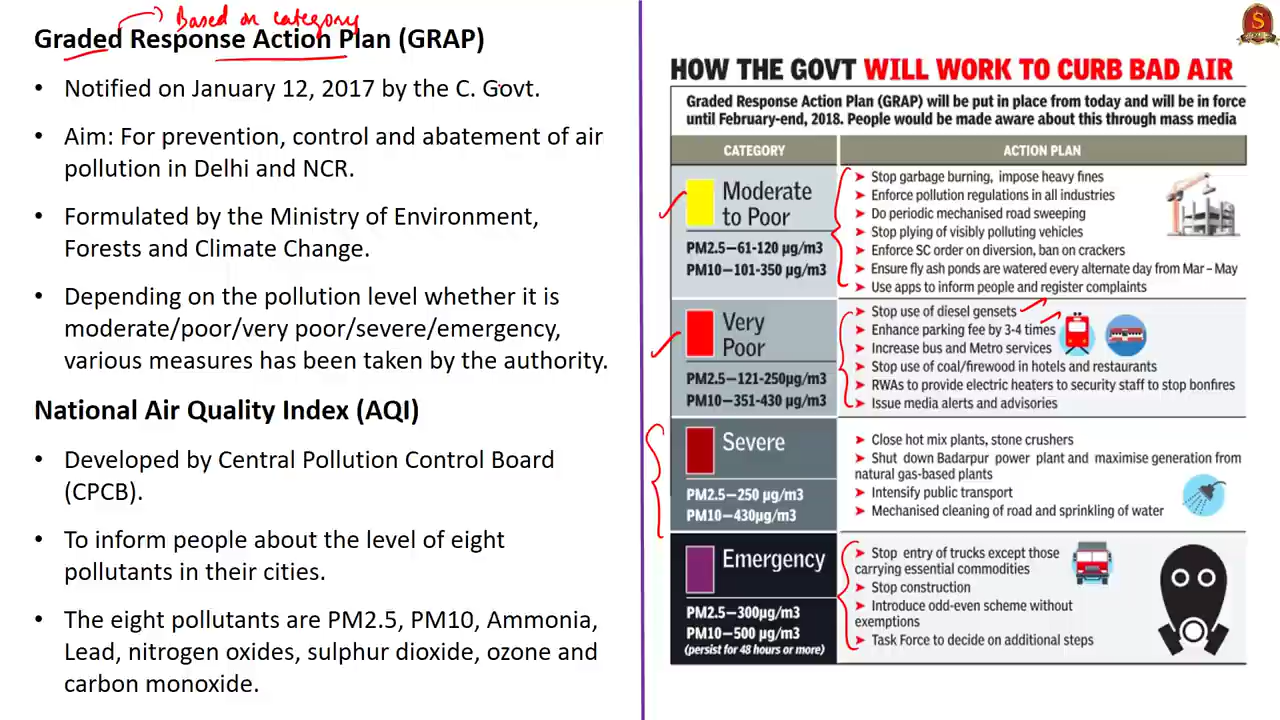 Based on category
Graded Response Action Plan (GRAP)
• Notified on January 12, 2017 by the C. Govt.
• Aim: For prevention, control and abatement of air
pollution in Delhi and NCR.
• Formulated by the Ministry of Environment,
Forests and Climate Change.
• Depending on the pollution level whether it is
moderate/poor/very poor/severe/emergency,
various measures has been taken by the authority.
National Air Quality Index (AQI)
• Developed by Central Pollution Control Board
(CPCB).
• To inform people about the level of eight
pollutants in their cities.
• The eight pollutants are PM2.5, PM10, Ammonia,
Lead, nitrogen oxides, sulphur dioxide, ozone and
carbon monoxide.
S
HOW THE GOVT WILL WORK TO CURB BAD AIR
Graded Response Action Plan (GRAP) will be put in place from today and will be in force
until February-end, 2018. People would be made aware about this through mass media
CATEGORY
ACTION PLAN
Moderate
to Poor
PM2.5—61-120 µg/m3
PM10—101-350 µg/m3
➤ Stop garbage burning, impose heavy fines
➤ Enforce pollution regulations in all industries
➤ Do periodic mechanised road sweeping
➤ Stop plying of visibly polluting vehicles
➤ Enforce SC order on diversion, ban on crackers
➤ Ensure fly ash ponds are watered every alternate day from Mar – May
➤ Use apps to inform people and register complaints
Very
Poor
PM2.5—121-250µg/m3
PM10—351-430 µg/m3
➤ Stop use of diesel gensets
➤ Enhance parking fee by 3-4 times
➤ Increase bus and Metro services
➤ Stop use of coal/firewood in hotels and restaurants
➤ RWAs to provide electric heaters to security staff to stop bonfires
➤ Issue media alerts and advisories
Severe
PM2.5—250 µg/m3
PM10—430µg/m3
➤ Close hot mix plants, stone crushers
➤ Shut down Badarpur power plant and maximise generation from
natural gas-based plants
➤ Intensify public transport
➤ Mechanised cleaning of road and sprinkling of water
Emergency
PM2.5—300µg/m3
PM10—500 µg/m3
(persist for 48 hours or more)
➤ Stop entry of trucks except those
carrying essential commodities
➤ Stop construction
➤ Introduce odd-even scheme without
exemptions
➤ Task Force to decide on additional steps